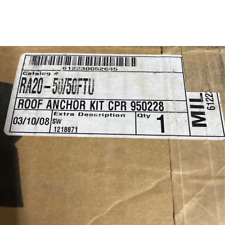 612230052645
Catalog #
RA20-50/50FTU
ROOF ANCHOR KIT CPR 950228
Extra Description
Qty
03/10/08
SW
1218871
1
MIL
6122